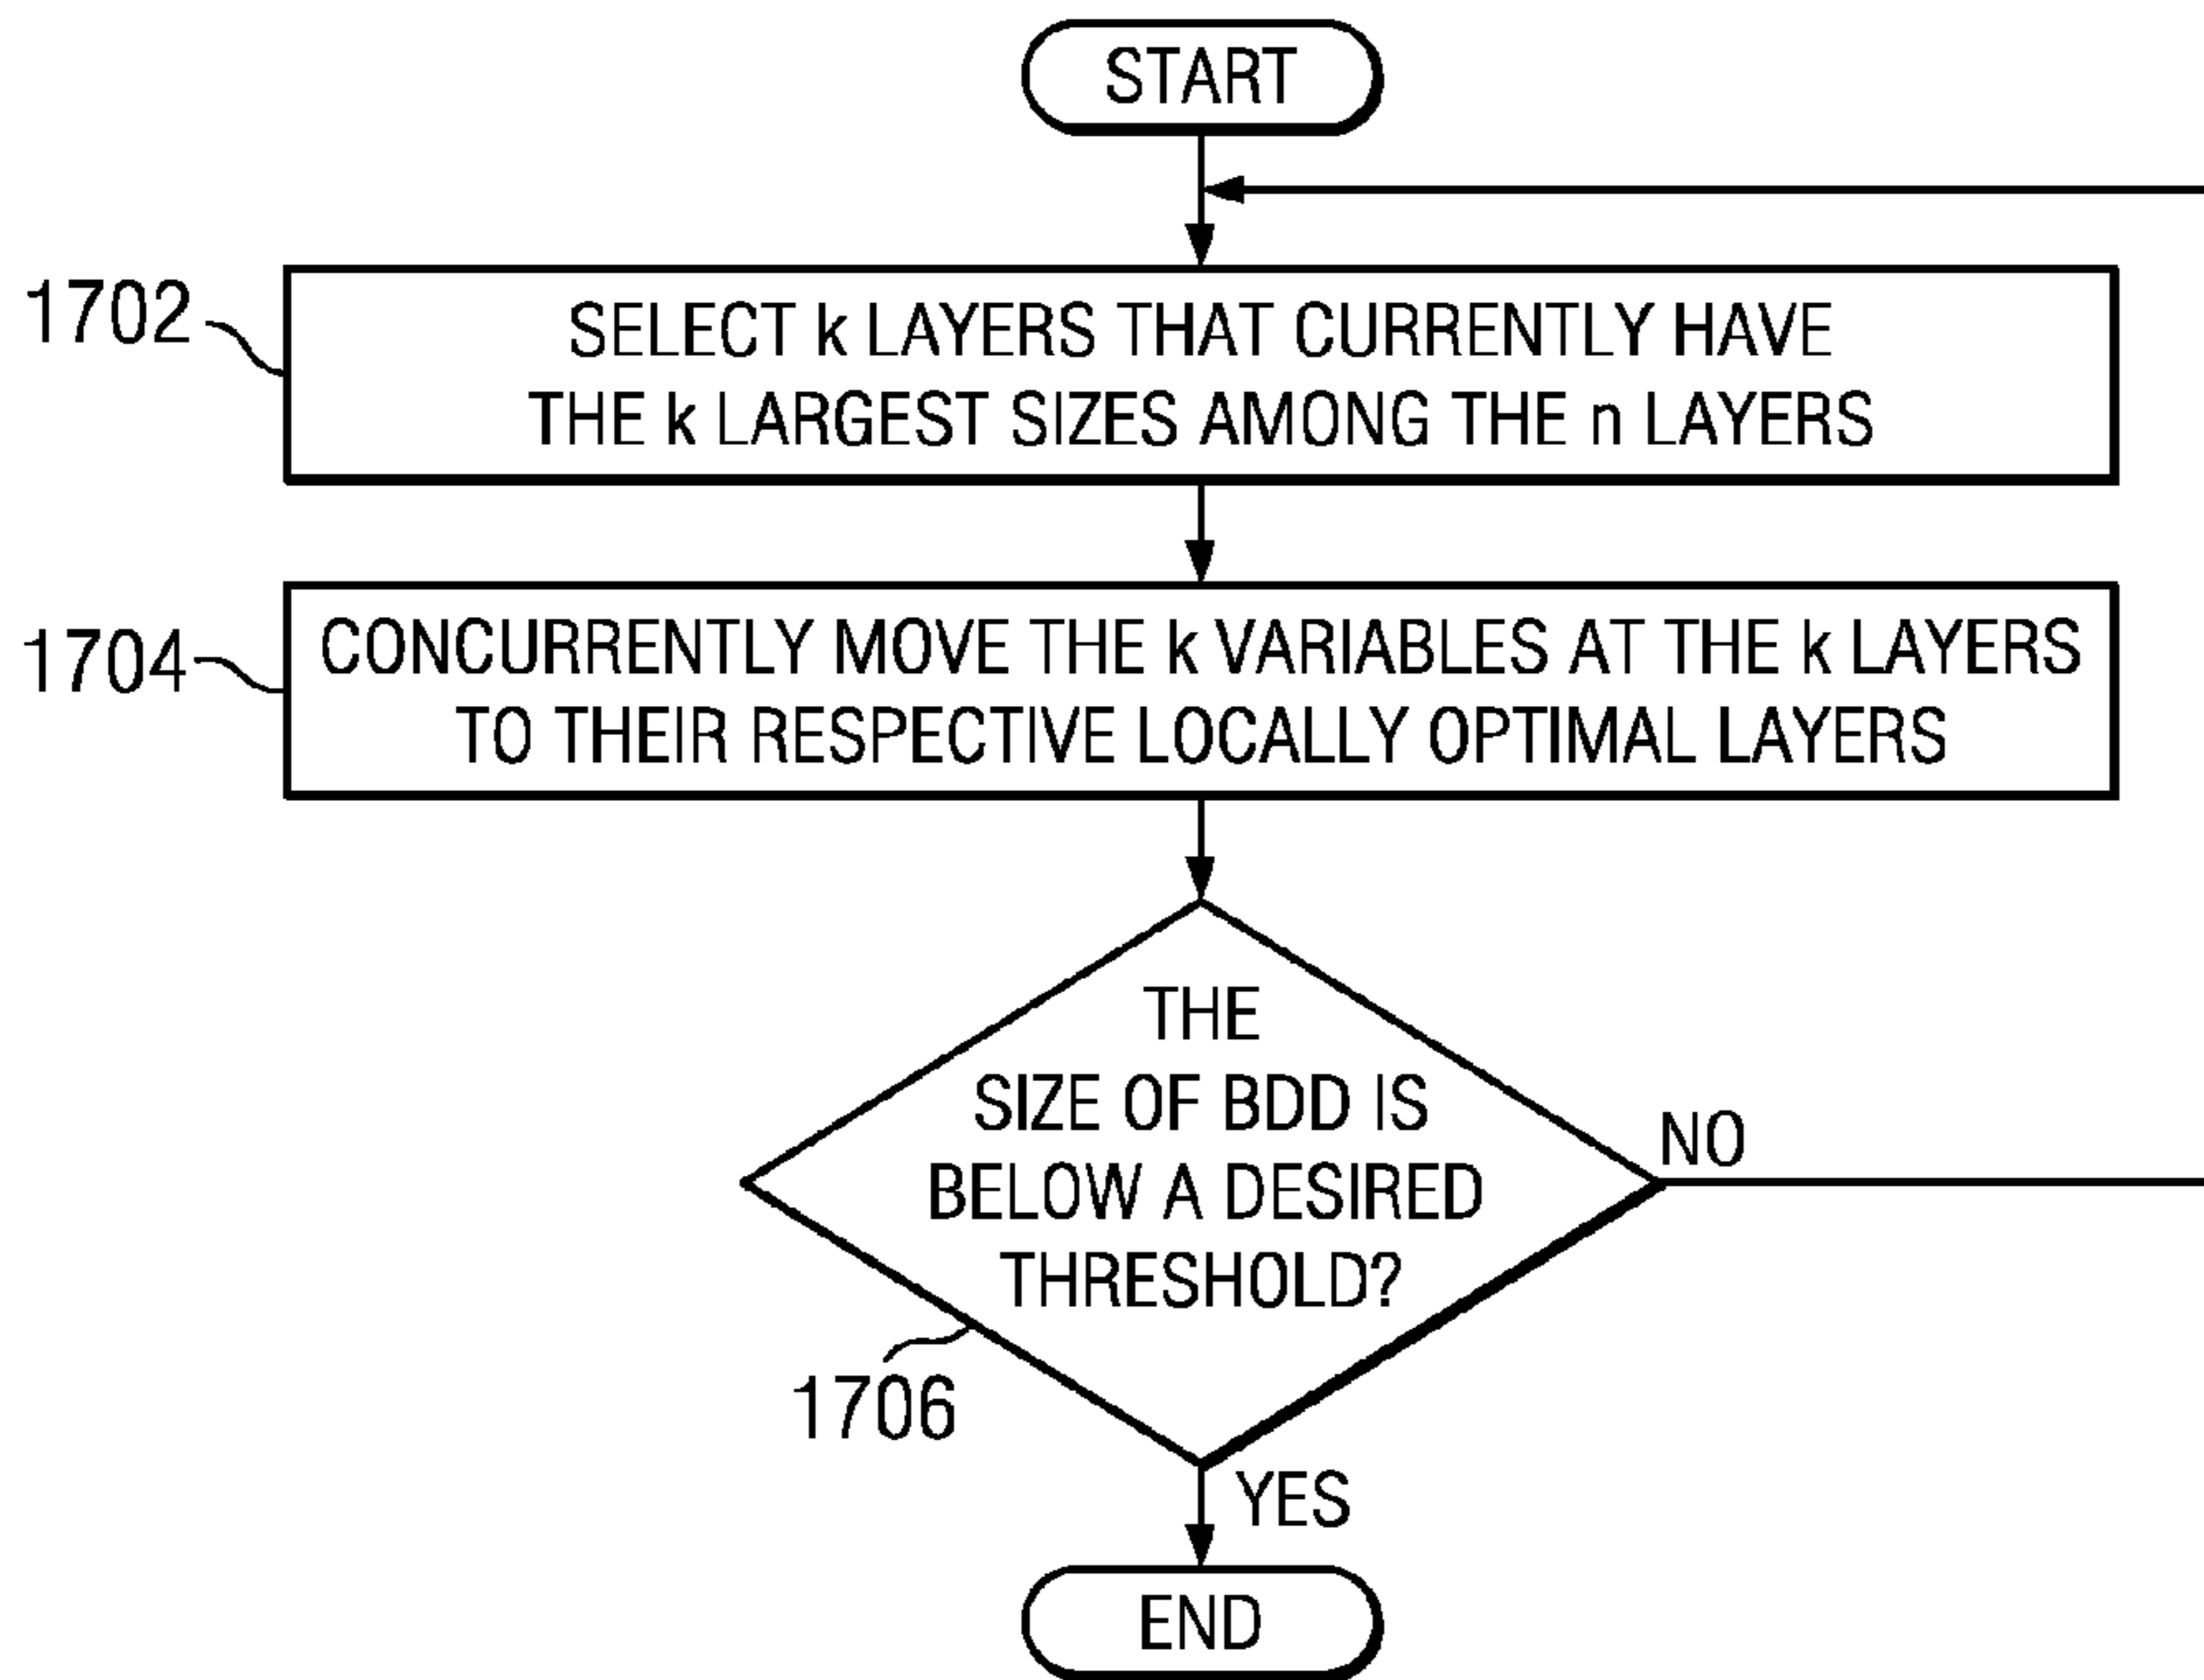 START
1702
SELECT k LAYERS THAT CURRENTLY HAVE
THE k LARGEST SIZES AMONG THE n LAYERS
1704
CONCURRENTLY MOVE THE k VARIABLES AT THE k LAYERS
TO THEIR RESPECTIVE LOCALLY OPTIMAL LAYERS
THE
SIZE OF BDD IS
BELOW A DESIRED
THRESHOLD?
NO
1706
YES
END